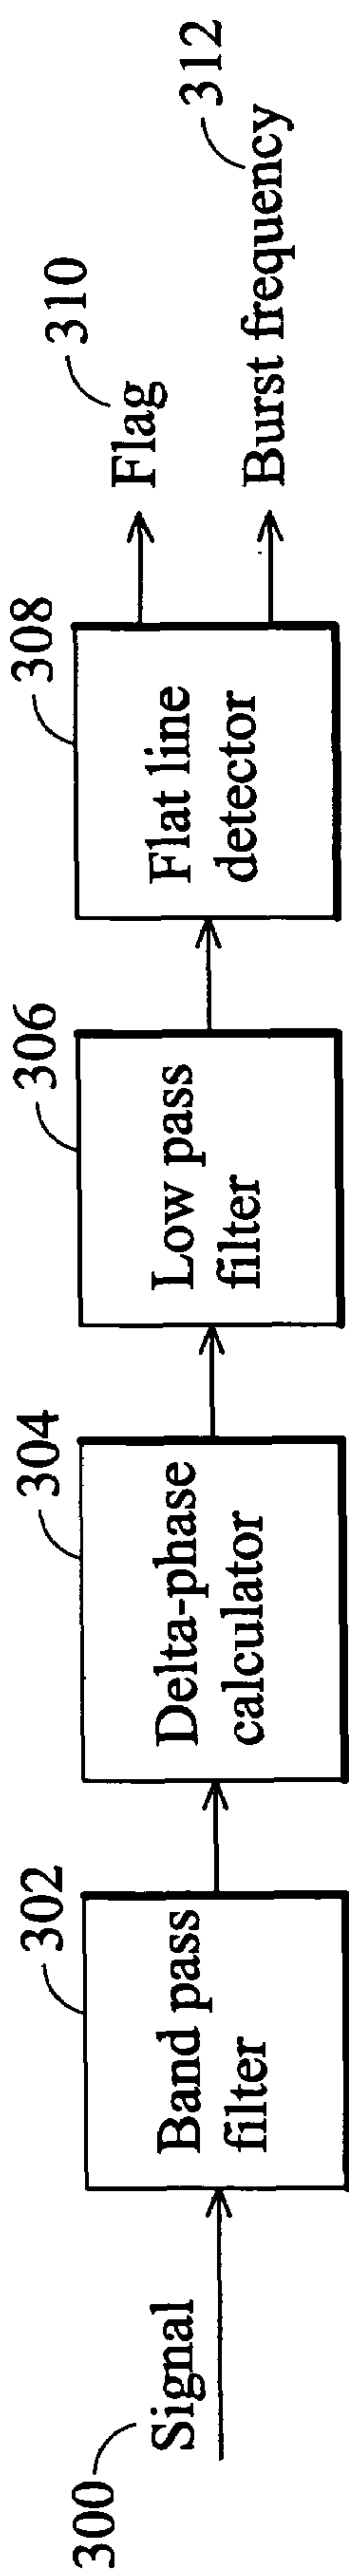 300
Signal
302
Band pass
filter
304
Delta-phase
calculator
306
Low pass
filter
308
Flat line
detector
310
Flag
312
Burst frequency